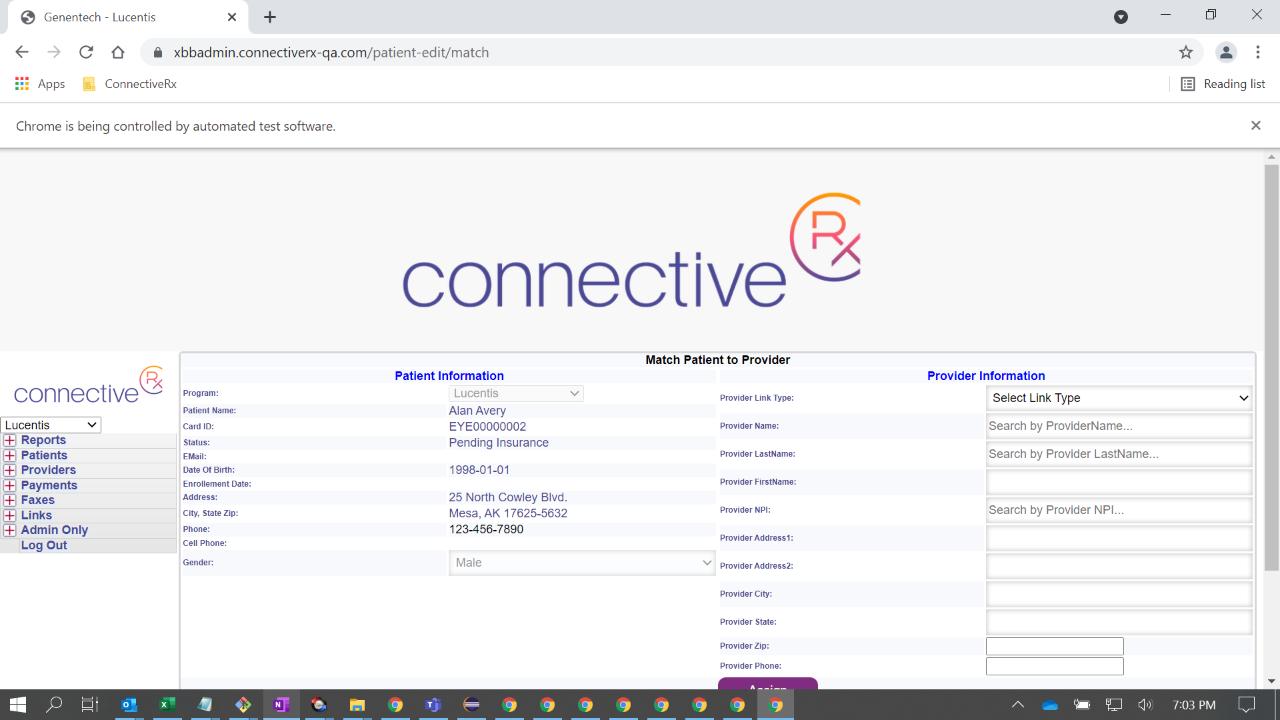 Genentech - Lucentis
xbbadmin.connectiverx-qa.com/patient-edit/match
Apps
ConnectiveRx
Reading list
Chrome is being controlled by automated test software.
connective Rx
connective Rx
Lucentis
Reports
Patients
Providers
Payments
Faxes
Links
Admin Only
Log Out
Match Patient to Provider
Patient Information
Program: Lucentis
Patient Name: Alan Avery
Card ID: EYE00000002
Status: Pending Insurance
EMail:
Date Of Birth: 1998-01-01
Enrollement Date:
Address: 25 North Cowley Blvd.
City, State Zip: Mesa, AK 17625-5632
Phone: 123-456-7890
Cell Phone:
Gender: Male
Provider Information
Provider Link Type: Select Link Type
Provider Name: Search by ProviderName...
Provider LastName: Search by Provider LastName...
Provider FirstName:
Provider NPI: Search by Provider NPI...
Provider Address1:
Provider Address2:
Provider City:
Provider State:
Provider Zip:
Provider Phone:
Assign
7:03 PM